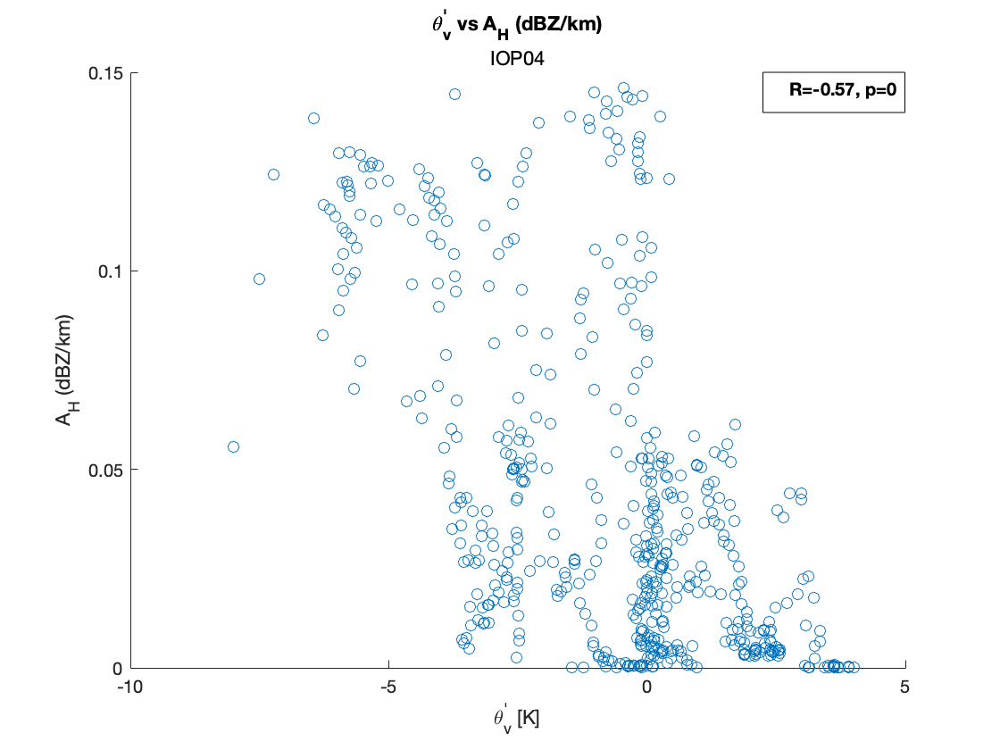 θ'v vs AH (dBZ/km)
IOP04
R=-0.57, p=0
0.15
0.1
0.05
0
AH (dBZ/km)
-10
-5
0
5
θ'v [K]